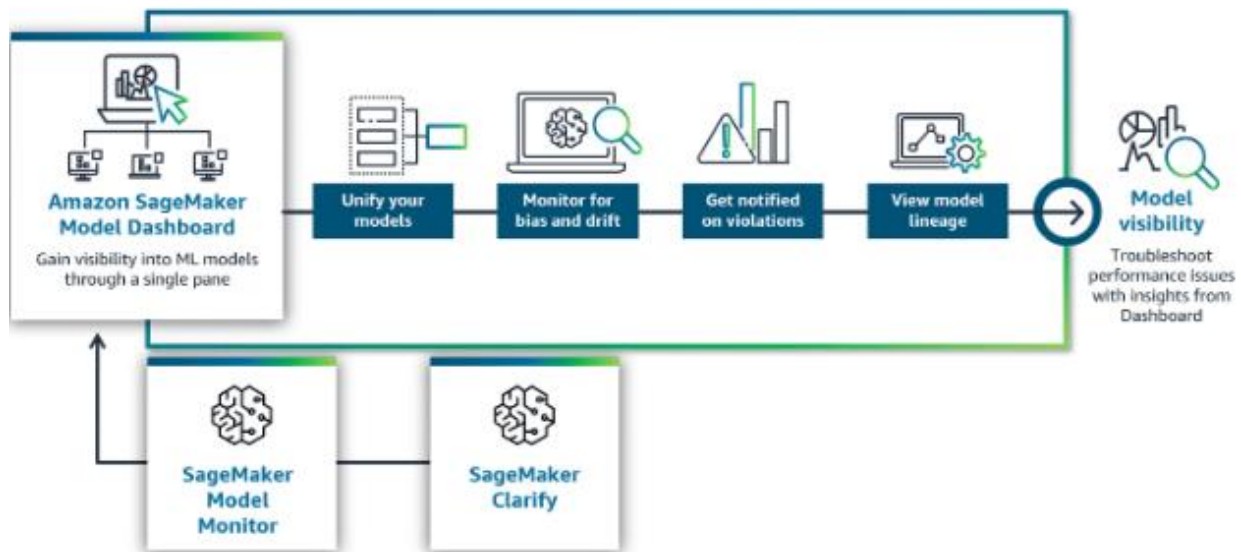 Amazon SageMaker
Model Dashboard
Gain visibility into ML models
through a single pane
Unify your
models
Monitor for
bias and drift
Get notified
on violations
View model
lineage
Model
visibility
Troubleshoot
performance issues
with insights from
Dashboard
SageMaker
Model
Monitor
SageMaker
Clarify